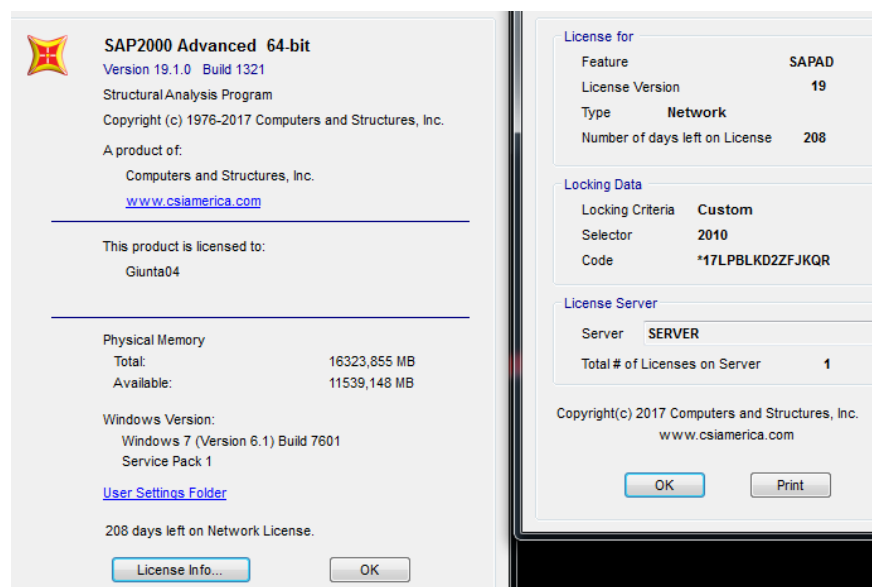 SAP2000 Advanced 64-bit
Version 19.1.0 Build 1321
Structural Analysis Program
Copyright (c) 1976-2017 Computers and Structures, Inc.
A product of:
Computers and Structures, Inc.
www.csiamerica.com
This product is licensed to:
Giunta04
Physical Memory
Total: 16323,855 MB
Available: 11539,148 MB
Windows Version:
Windows 7 (Version 6.1) Build 7601
Service Pack 1
User Settings Folder
208 days left on Network License.
License Info... OK
License for
Feature SAPAD
License Version 19
Type Network
Number of days left on License 208
Locking Data
Locking Criteria Custom
Selector 2010
Code *17LPBLKD2ZFJKQR
License Server
Server SERVER
Total # of Licenses on Server 1
Copyright(c) 2017 Computers and Structures, Inc.
www.csiamerica.com
OK Print